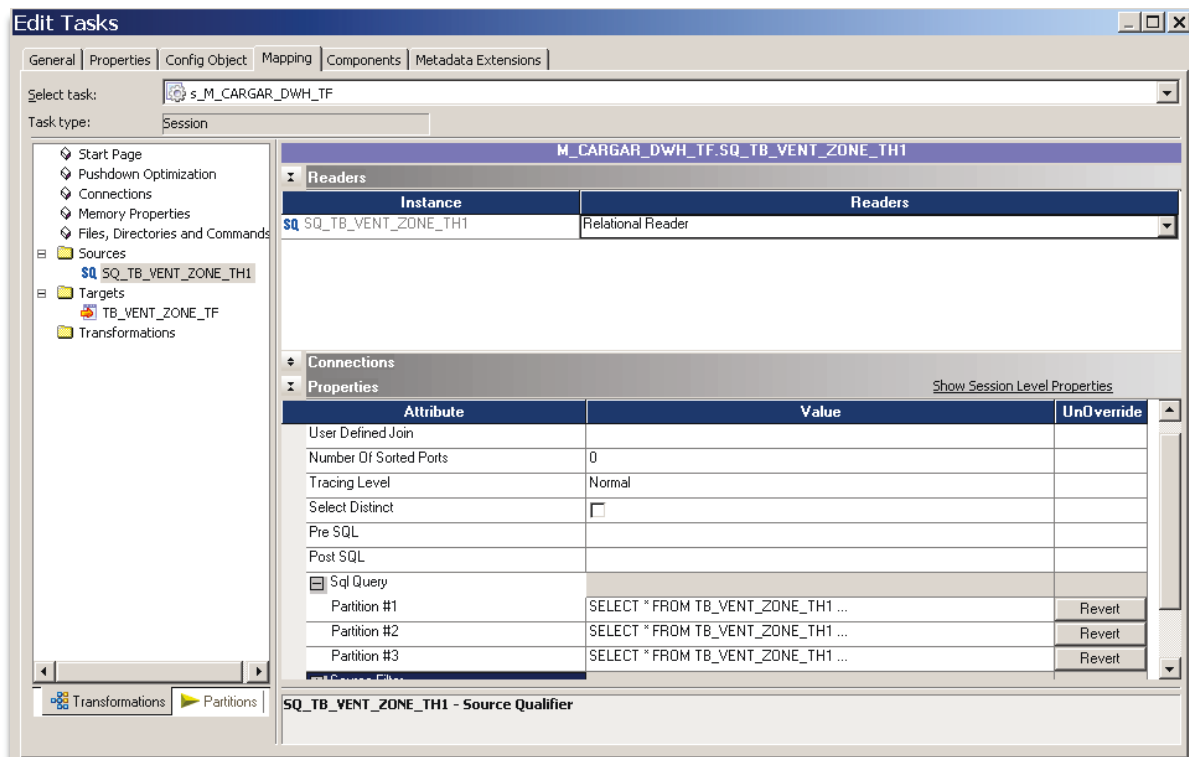 Edit Tasks
General Properties Config Object Mapping Components Metadata Extensions
Select task: s_M_CARGAR_DWH_TF
Task type: Session
Start Page
Pushdown Optimization
Connections
Memory Properties
Files, Directories and Commands
Sources
SQ SQ_TB_VENT_ZONE_TH1
Targets
TB_VENT_ZONE_TF
Transformations
Transformations Partitions
M_CARGAR_DWH_TF.SQ_TB_VENT_ZONE_TH1
Readers
Instance Readers
SQ SQ_TB_VENT_ZONE_TH1 Relational Reader
Connections
Properties Show Session Level Properties
Attribute Value UnOverride
User Defined Join
Number Of Sorted Ports 0
Tracing Level Normal
Select Distinct
Pre SQL
Post SQL
Sql Query
Partition #1 SELECT * FROM TB_VENT_ZONE_TH1 ... Revert
Partition #2 SELECT * FROM TB_VENT_ZONE_TH1 ... Revert
Partition #3 SELECT * FROM TB_VENT_ZONE_TH1 ... Revert
SQ_TB_VENT_ZONE_TH1 - Source Qualifier